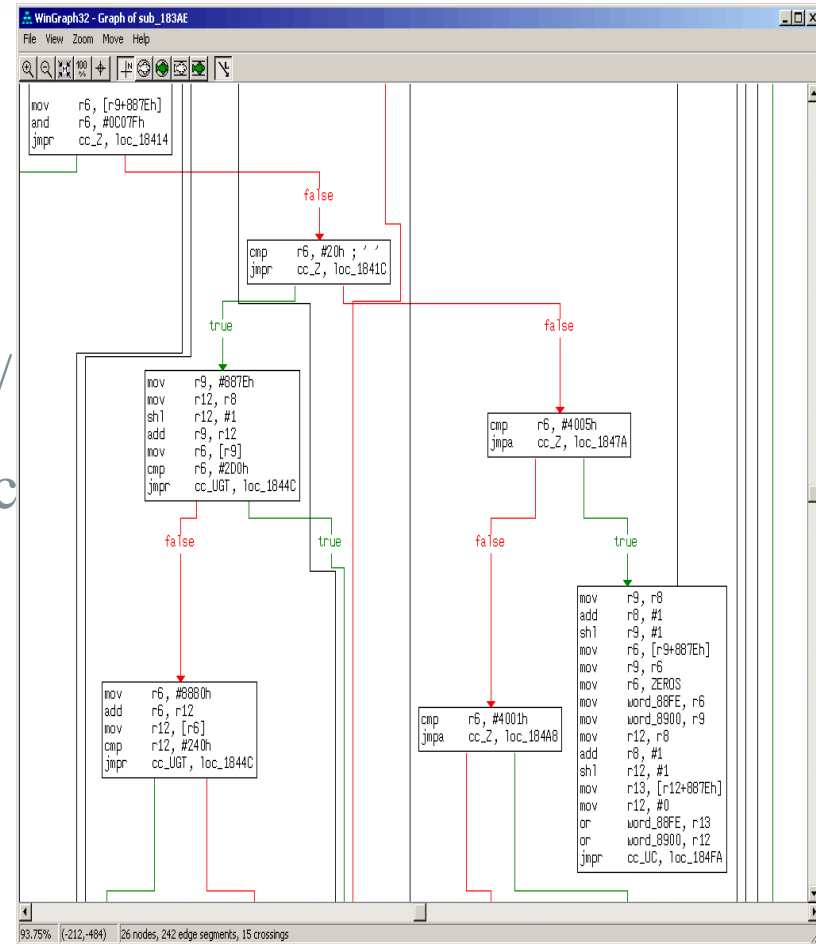 WinGraph32 - Graph of sub_183AE
File View Zoom Move Help
100 % N
mov r6, [r9+887Eh]
and r6, #0C07Fh
jmpr cc_Z, loc_18414
false
cmp r6, #20h ; ' '
jmpr cc_Z, loc_1841C
true
false
mov r9, #887Eh
mov r12, r8
shl r12, #1
add r9, r12
mov r6, [r9]
cmp r6, #2D0h
jmpr cc_UGT, loc_1844C
cmp r6, #4005h
jmpa cc_Z, loc_1847A
false
true
false
true
mov r9, r8
add r8, #1
shl r9, #1
mov r6, [r9+887Eh]
mov r9, r6
mov r6, ZEROS
mov word_88FE, r6
mov word_8900, r9
mov r12, r8
add r8, #1
shl r12, #1
mov r13, [r12+887Eh]
mov r12, #0
or word_88FE, r13
or word_8900, r12
jmpr cc_UC, loc_184FA
mov r6, #8880h
add r6, r12
mov r12, [r6]
cmp r12, #240h
jmpr cc_UGT, loc_1844C
cmp r6, #4001h
jmpa cc_Z, loc_184A8
93.75% (-212,-484) 26 nodes, 242 edge segments, 15 crossings